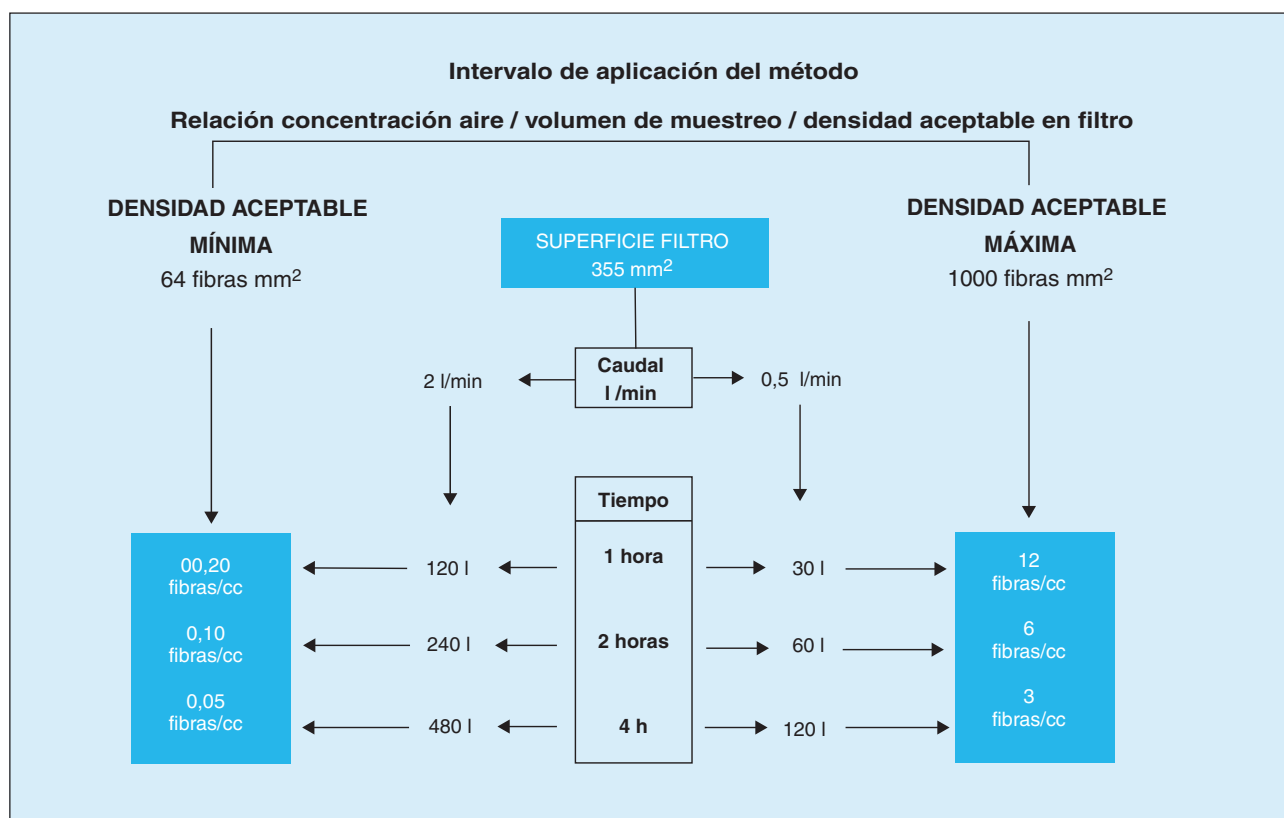 Intervalo de aplicación del método
Relación concentración aire / volumen de muestreo / densidad aceptable en filtro
DENSIDAD ACEPTABLE
MÍNIMA
64 fibras mm²
SUPERFICIE FILTRO
355 mm²
DENSIDAD ACEPTABLE
MÁXIMA
1000 fibras mm²
2 l/min
Caudal
l /min
0,5 l/min
Tiempo
00,20
fibras/cc
120 l
1 hora
30 l
12
fibras/cc
0,10
fibras/cc
240 l
2 horas
60 l
6
fibras/cc
0,05
fibras/cc
480 l
4 h
120 l
3
fibras/cc